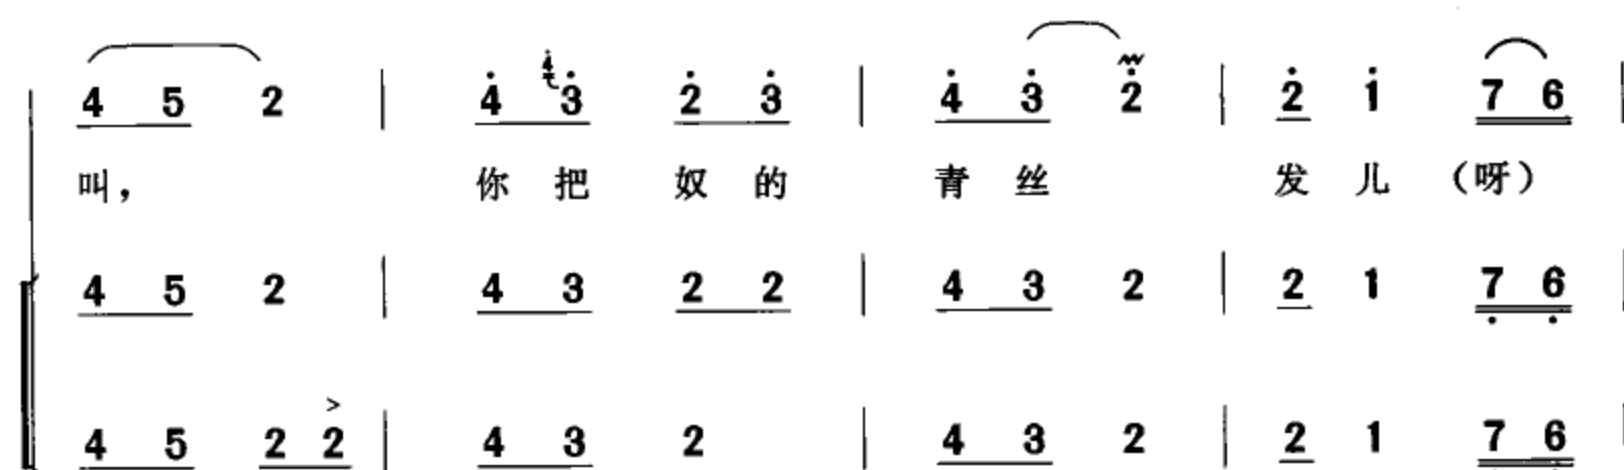 4 5 2 | 4̇ 3̇ 2̇ 3̇ | 4̇ 3̇ 2̇ | 2̇ 1̇ 7 6 |
叫， 你 把 奴 的 青 丝 发 儿 （呀）
4 5 2 | 4 3 2 2 | 4 3 2 | 2 1 7̣ 6̣ |
4 5 2 2 | 4 3 2 | 4 3 2 | 2 1 7 6